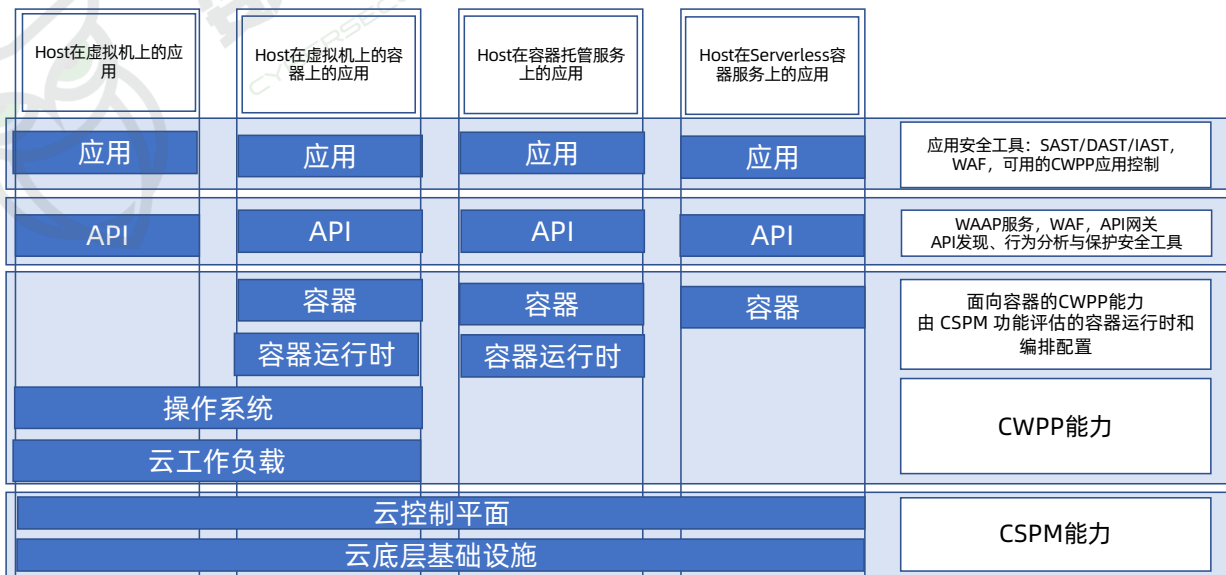 Host在虚拟机上的应
用
Host在虚拟机上的容
器上的应用
Host在容器托管服务
上的应用
Host在Serverless容
器服务上的应用
应用
应用
应用
应用
应用安全工具：SAST/DAST/IAST，
WAF，可用的CWPP应用控制
API
API
API
API
WAAP服务，WAF，API网关
API发现、行为分析与保护安全工具
容器
容器
容器
面向容器的CWPP能力
由 CSPM 功能评估的容器运行时和
编排配置
容器运行时
容器运行时
操作系统
云工作负载
CWPP能力
云控制平面
云底层基础设施
CSPM能力